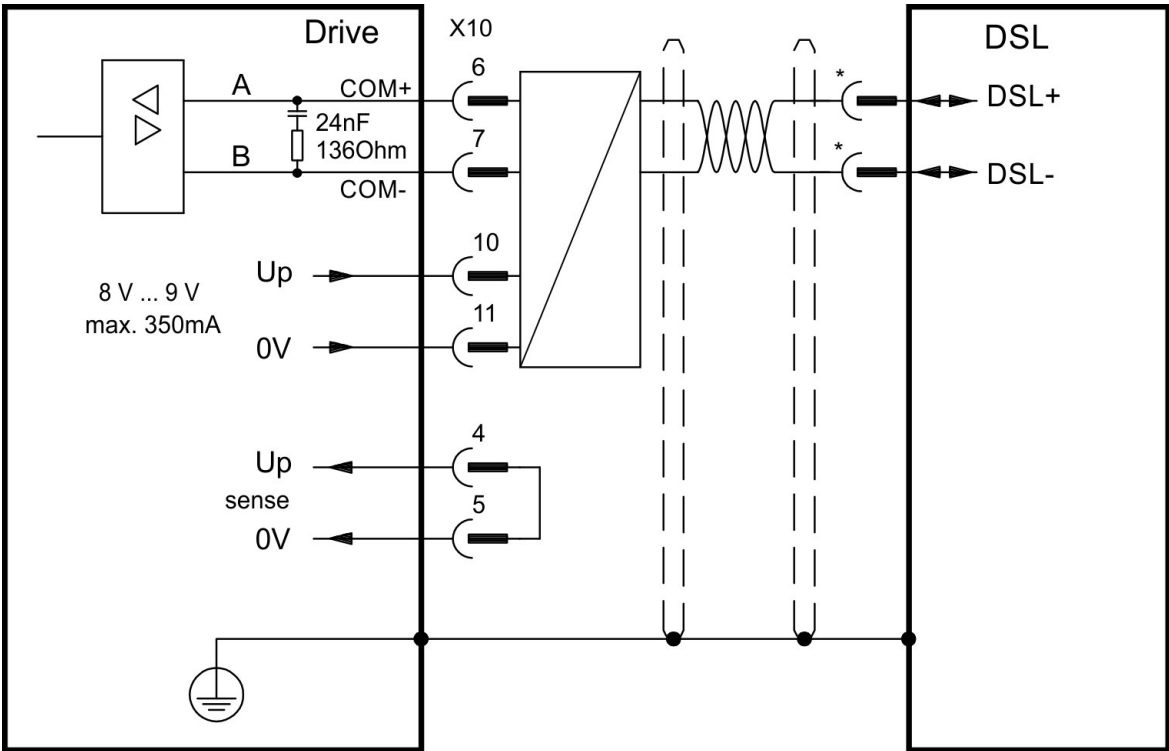 Drive
X10
DSL
6
A
COM+
*
DSL+
24nF
136Ohm
7
B
COM-
*
DSL-
10
Up
8 V ... 9 V
max. 350mA
11
0V
4
Up
sense
5
0V